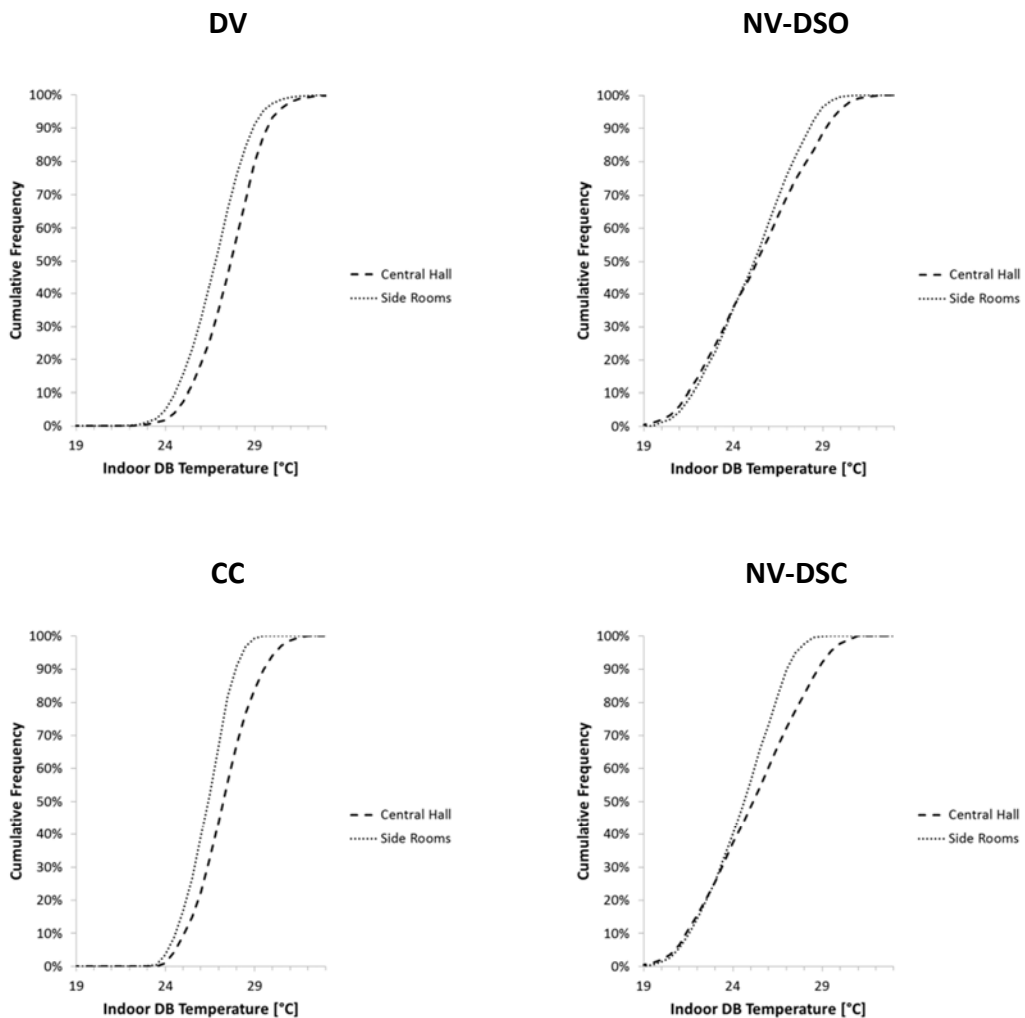 DV
100%
90%
80%
70%
60%
50%
40%
30%
20%
10%
0%
Cumulative Frequency
19 24 29
Indoor DB Temperature [°C]
Central Hall
Side Rooms
NV-DSO
100%
90%
80%
70%
60%
50%
40%
30%
20%
10%
0%
Cumulative Frequency
19 24 29
Indoor DB Temperature [°C]
Central Hall
Side Rooms
CC
100%
90%
80%
70%
60%
50%
40%
30%
20%
10%
0%
Cumulative Frequency
19 24 29
Indoor DB Temperature [°C]
Central Hall
Side Rooms
NV-DSC
100%
90%
80%
70%
60%
50%
40%
30%
20%
10%
0%
Cumulative Frequency
19 24 29
Indoor DB Temperature [°C]
Central Hall
Side Rooms